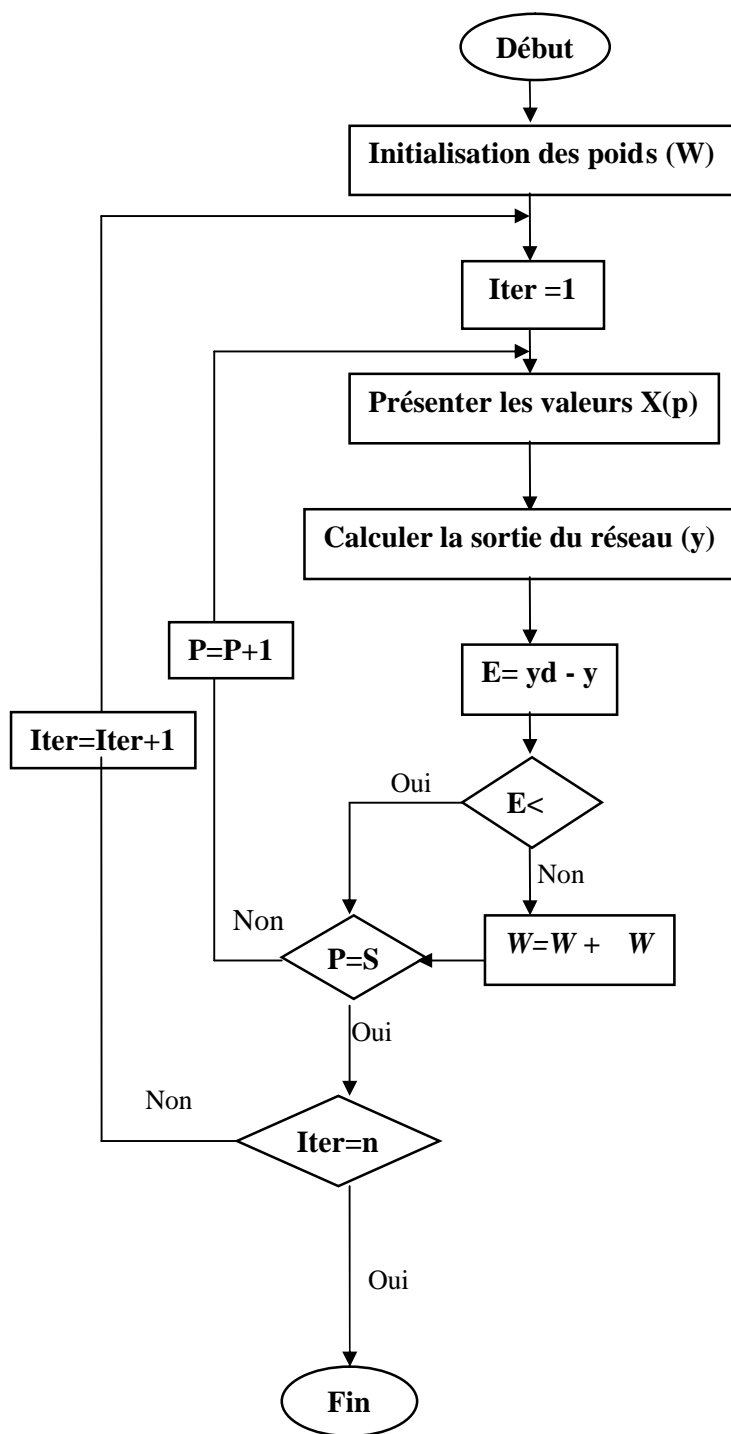 Début
Initialisation des poids (W)
Iter =1
Présenter les valeurs X(p)
Calculer la sortie du réseau (y)
P=P+1
E= yd - y
Iter=Iter+1
Oui
E<
Non
Non
W=W + W
P=S
Oui
Non
Iter=n
Oui
Fin